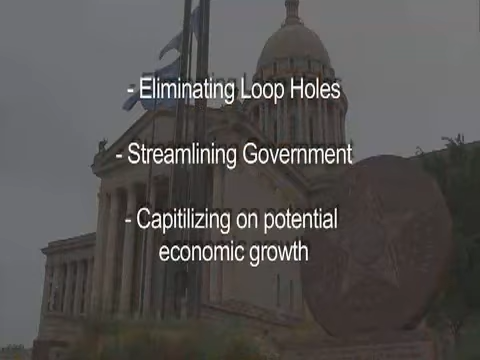 - Eliminating Loop Holes
- Streamlining Government
- Capitilizing on potential
economic growth